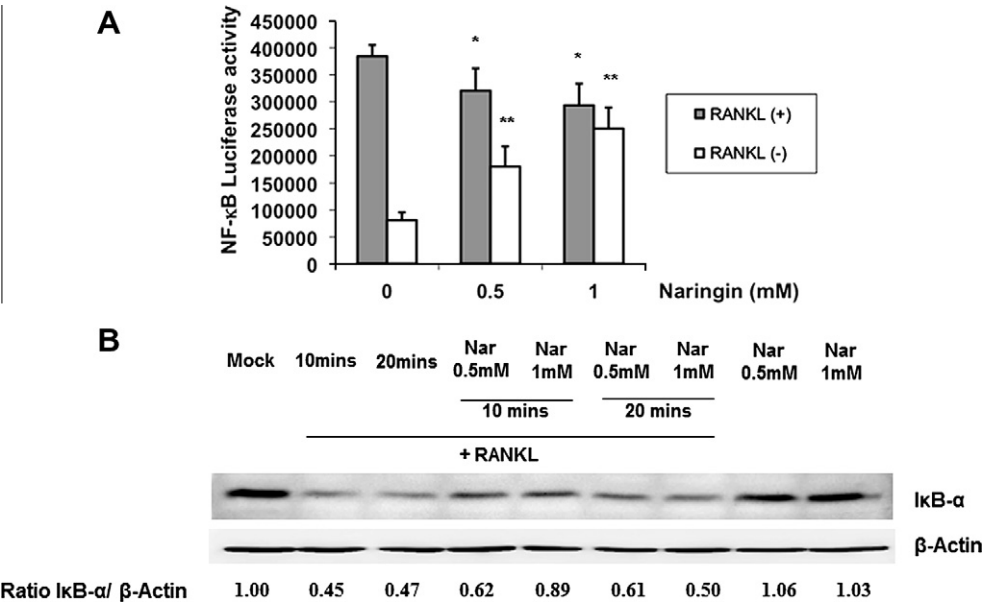 A
NF-κB Luciferase activity
450000
400000
350000
300000
250000
200000
150000
100000
50000
0
*
**
*
**
RANKL (+)
RANKL (-)
0 0.5 1 Naringin (mM)
B
Mock 10mins 20mins Nar 0.5mM Nar 1mM Nar 0.5mM Nar 1mM Nar 0.5mM Nar 1mM
10 mins 20 mins
+ RANKL
IκB-α
β-Actin
Ratio IκB-α/ β-Actin 1.00 0.45 0.47 0.62 0.89 0.61 0.50 1.06 1.03